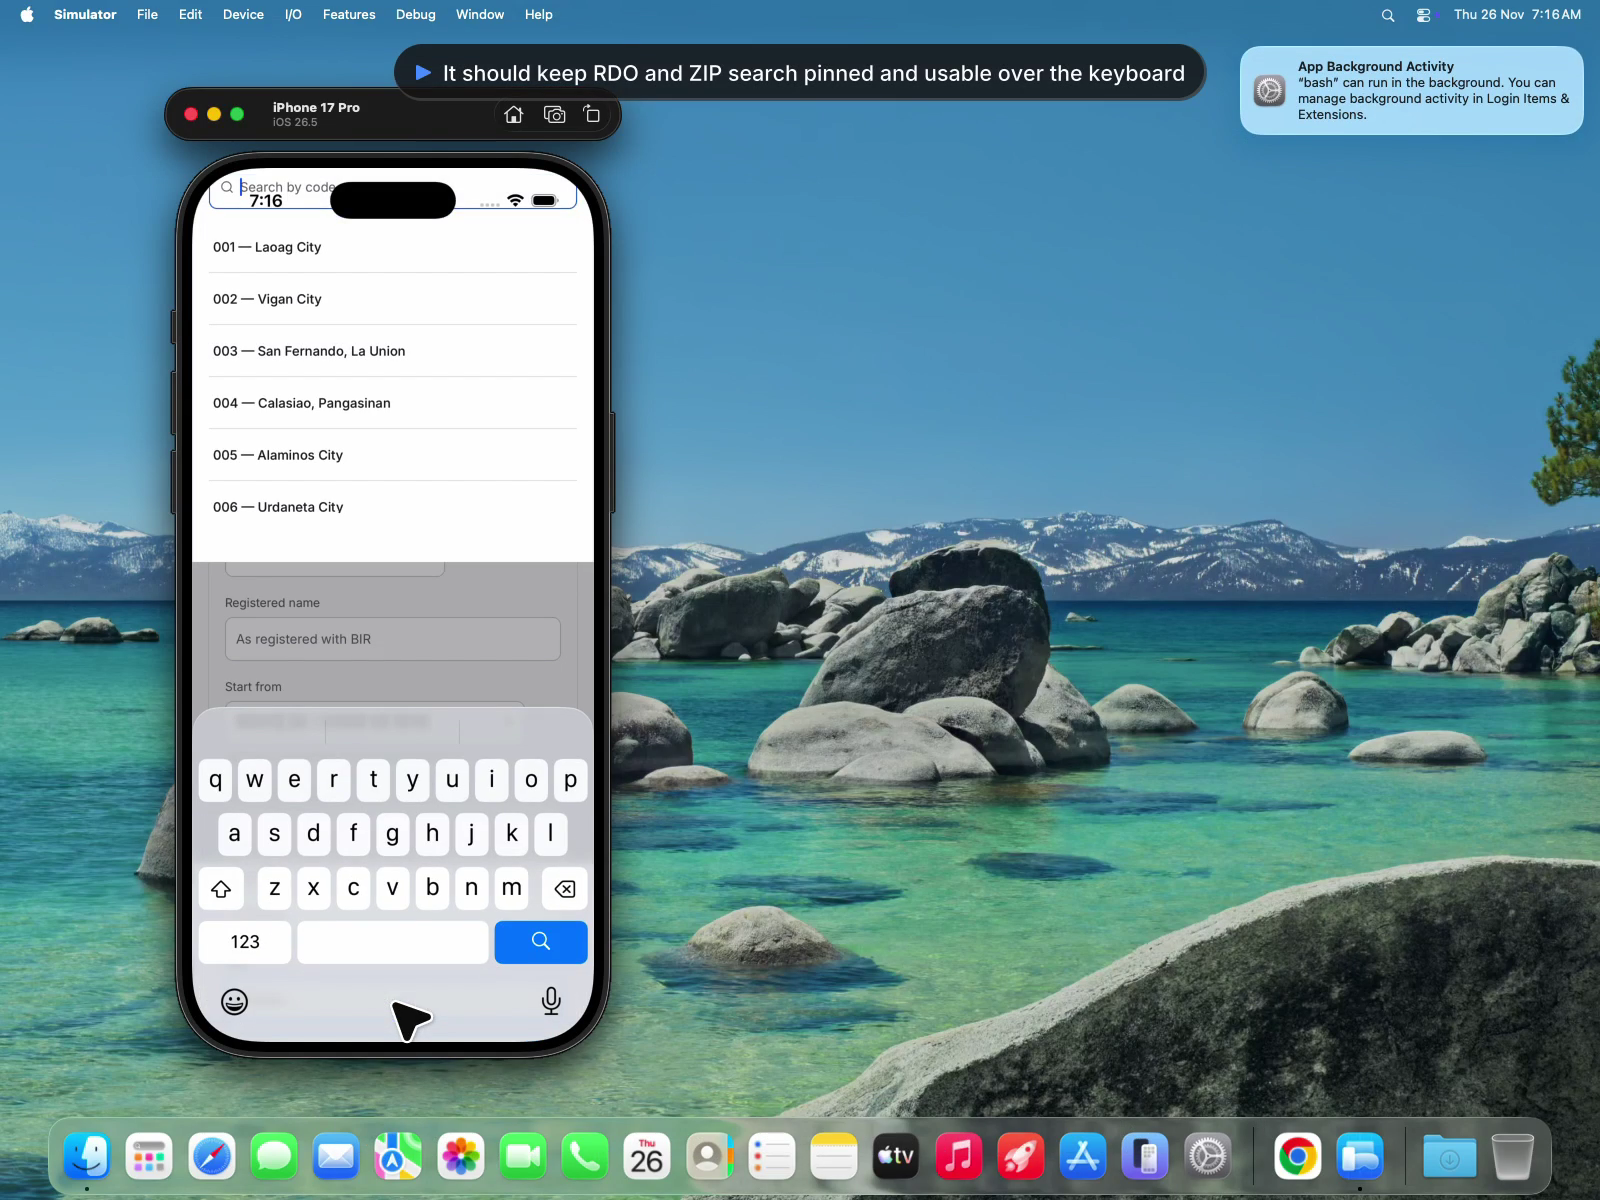 Simulator File Edit Device I/O Features Debug Window Help
Thu 26 Nov 7:16 AM
It should keep RDO and ZIP search pinned and usable over the keyboard
App Background Activity
“bash” can run in the background. You can
manage background activity in Login Items &
Extensions.
iPhone 17 Pro
iOS 26.5
Search by code
7:16
001 — Laoag City
002 — Vigan City
003 — San Fernando, La Union
004 — Calasiao, Pangasinan
005 — Alaminos City
006 — Urdaneta City
Registered name
As registered with BIR
Start from
q w e r t y u i o p
a s d f g h j k l
z x c v b n m
123
Thu
26
tv